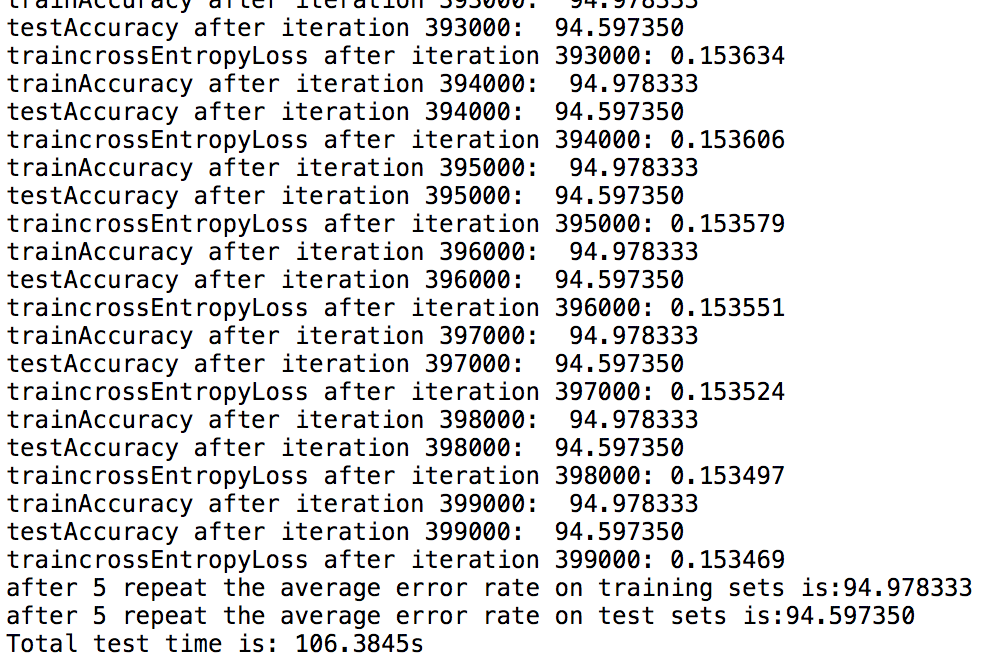 trainAccuracy after iteration 393000:  94.978333
testAccuracy after iteration 393000:  94.597350
traincrossEntropyLoss after iteration 393000: 0.153634
trainAccuracy after iteration 394000:  94.978333
testAccuracy after iteration 394000:  94.597350
traincrossEntropyLoss after iteration 394000: 0.153606
trainAccuracy after iteration 395000:  94.978333
testAccuracy after iteration 395000:  94.597350
traincrossEntropyLoss after iteration 395000: 0.153579
trainAccuracy after iteration 396000:  94.978333
testAccuracy after iteration 396000:  94.597350
traincrossEntropyLoss after iteration 396000: 0.153551
trainAccuracy after iteration 397000:  94.978333
testAccuracy after iteration 397000:  94.597350
traincrossEntropyLoss after iteration 397000: 0.153524
trainAccuracy after iteration 398000:  94.978333
testAccuracy after iteration 398000:  94.597350
traincrossEntropyLoss after iteration 398000: 0.153497
trainAccuracy after iteration 399000:  94.978333
testAccuracy after iteration 399000:  94.597350
traincrossEntropyLoss after iteration 399000: 0.153469
after 5 repeat the average error rate on training sets is:94.978333
after 5 repeat the average error rate on test sets is:94.597350
Total test time is: 106.3845s